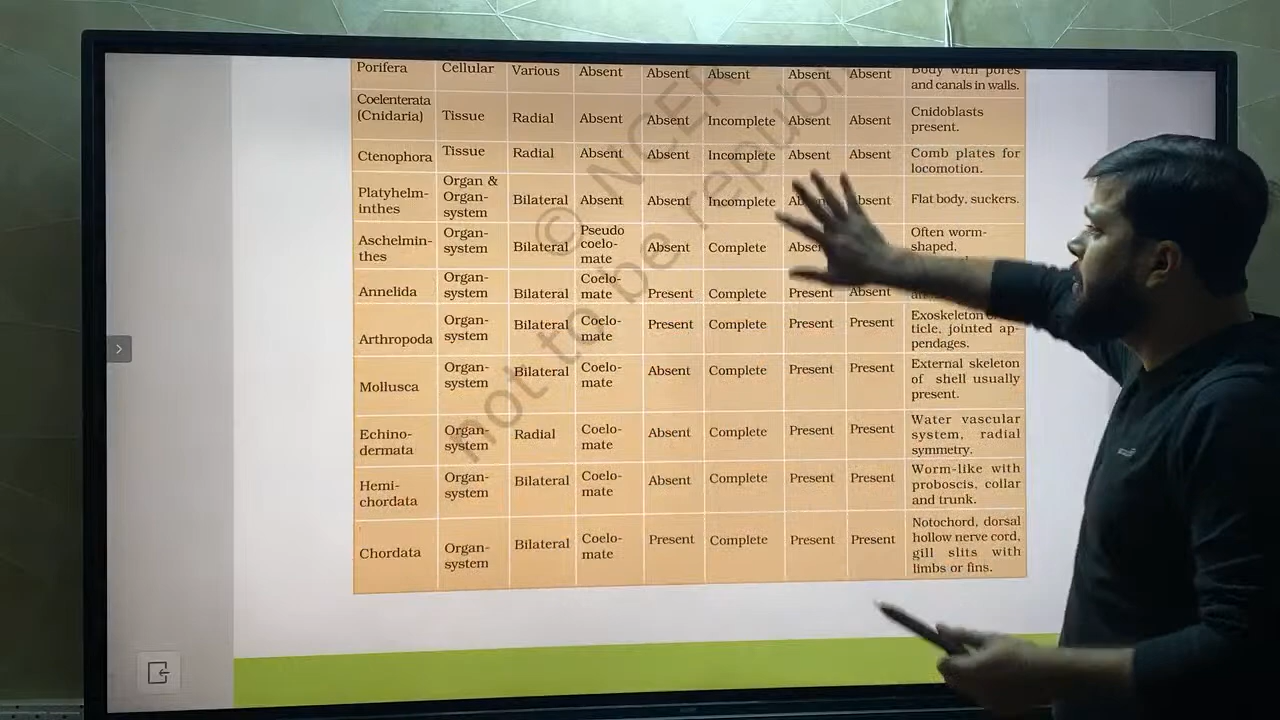 Porifera Cellular Various Absent Absent Absent Absent Absent Body with pores
and canals in walls.
Coelenterata
(Cnidaria) Tissue Radial Absent Absent Incomplete Absent Absent Cnidoblasts
present.
Ctenophora Tissue Radial Absent Absent Incomplete Absent Absent Comb plates for
locomotion.
Platyhelm-
inthes Organ &
Organ-
system Bilateral Absent Absent Incomplete Absent Flat body, suckers.
Aschelmin-
thes Organ-
system Bilateral Pseudo
coelo-
mate Absent Complete Often worm-
shaped,
Annelida Organ-
system Bilateral Coelo-
mate Present Complete Present Absent
Arthropoda Organ-
system Bilateral Coelo-
mate Present Complete Present Present Exoskeleton
ticle, jointed ap-
pendages.
Mollusca Organ-
system Bilateral Coelo-
mate Absent Complete Present Present External skeleton
of shell usually
present.
Echino-
dermata Organ-
system Radial Coelo-
mate Absent Complete Present Present Water vascular
system, radial
symmetry.
Hemi-
chordata Organ-
system Bilateral Coelo-
mate Absent Complete Present Present Worm-like with
proboscis, collar
and trunk.
Chordata Organ-
system Bilateral Coelo-
mate Present Complete Present Present Notochord, dorsal
hollow nerve cord,
gill slits with
limbs or fins.
© NCER
not to be republi